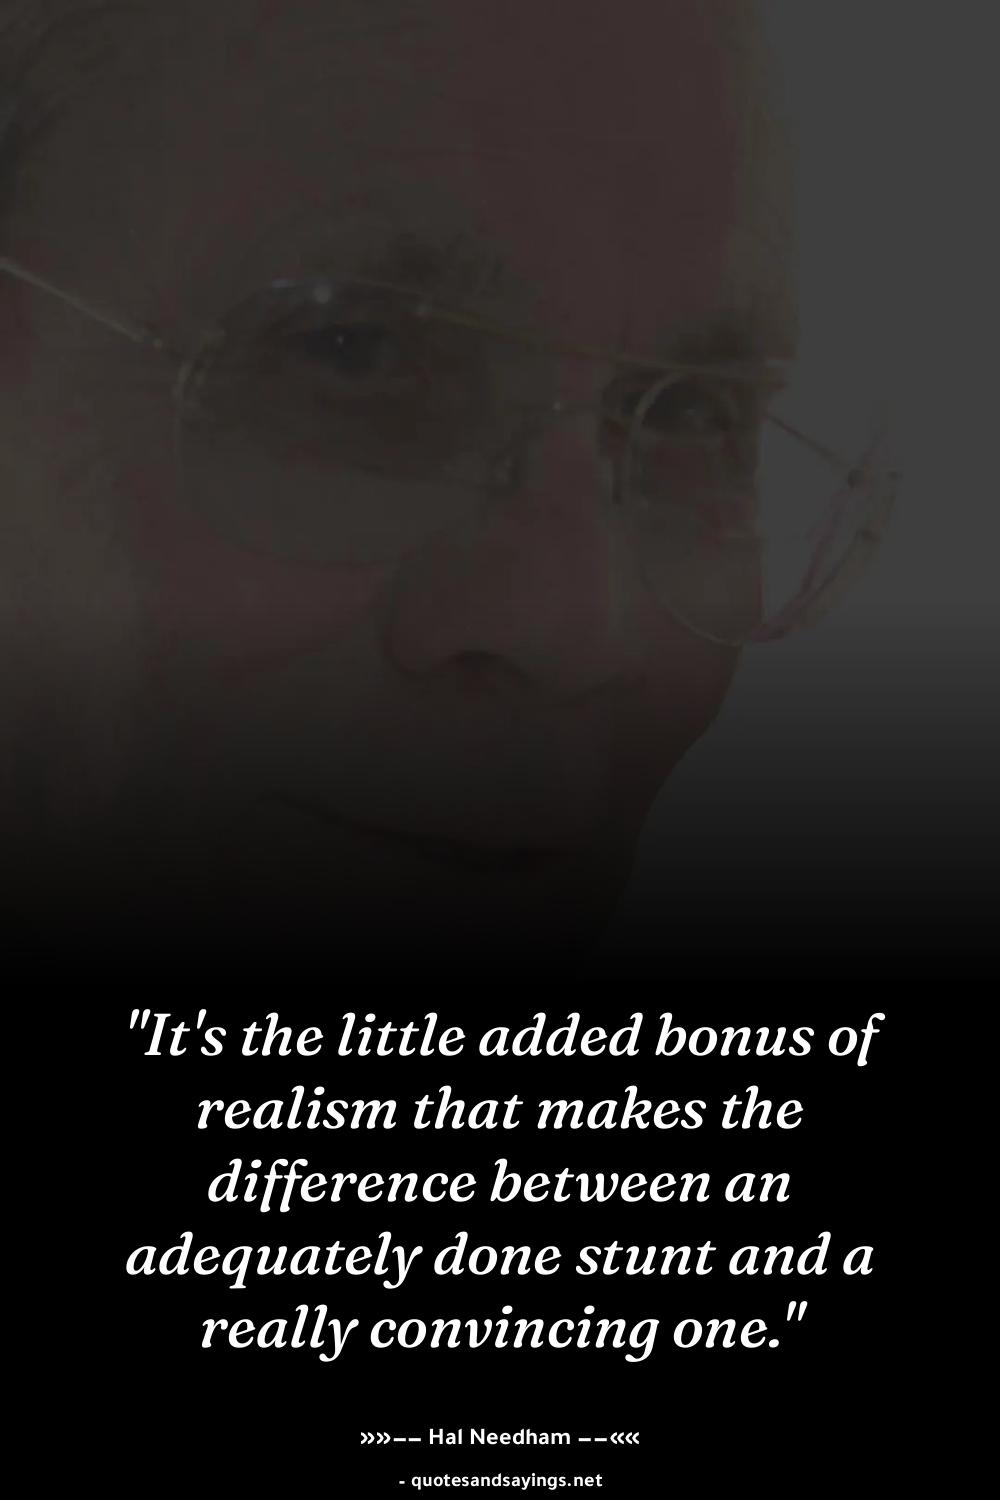 "It's the little added bonus of
realism that makes the
difference between an
adequately done stunt and a
really convincing one."
»»−− Hal Needham −−««
- quotesandsayings.net